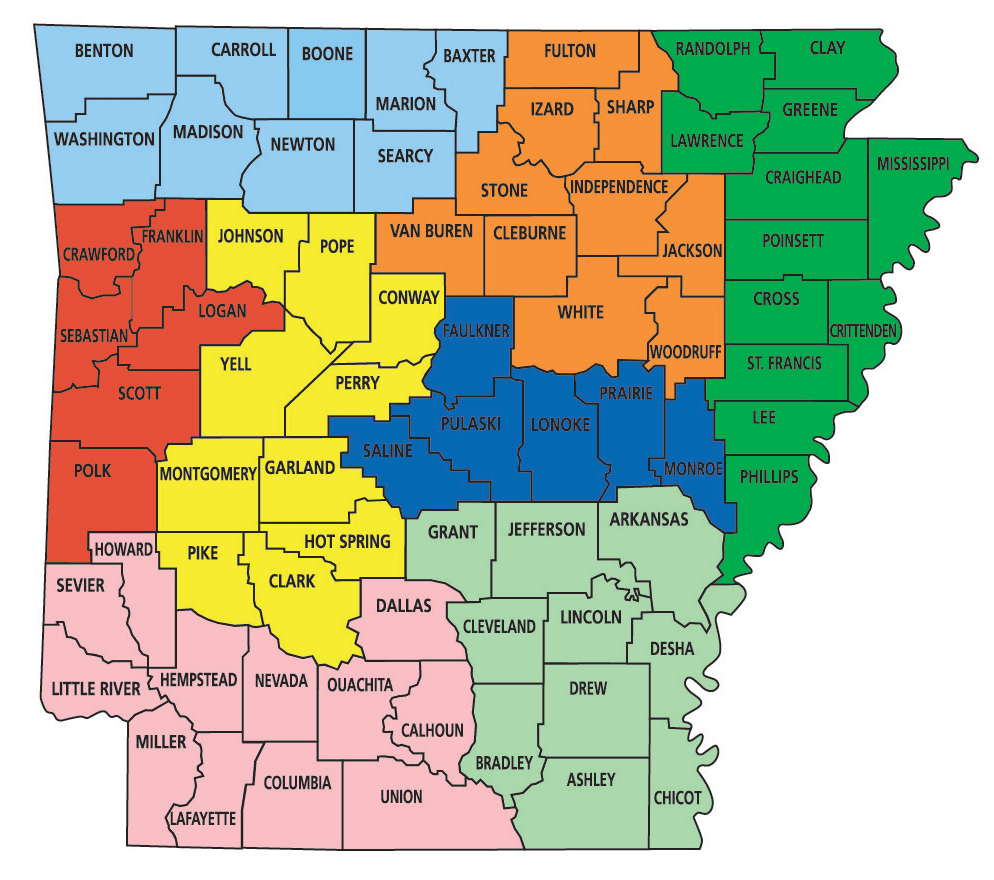 BENTON
CARROLL
BOONE
BAXTER
FULTON
RANDOLPH
CLAY
MARION
IZARD
SHARP
GREENE
WASHINGTON
MADISON
NEWTON
SEARCY
LAWRENCE
MISSISSIPPI
CRAIGHEAD
STONE
INDEPENDENCE
CRAWFORD
FRANKLIN
JOHNSON
POPE
VAN BUREN
CLEBURNE
JACKSON
POINSETT
CONWAY
CROSS
SEBASTIAN
LOGAN
FAULKNER
WHITE
CRITTENDEN
WOODRUFF
ST. FRANCIS
YELL
PERRY
SCOTT
PRAIRIE
LEE
PULASKI
LONOKE
SALINE
POLK
MONTGOMERY
GARLAND
MONROE
PHILLIPS
ARKANSAS
GRANT
JEFFERSON
HOWARD
PIKE
HOT SPRING
SEVIER
CLARK
DALLAS
CLEVELAND
LINCOLN
DESHA
LITTLE RIVER
HEMPSTEAD
NEVADA
OUACHITA
DREW
CALHOUN
MILLER
BRADLEY
COLUMBIA
UNION
ASHLEY
CHICOT
LAFAYETTE